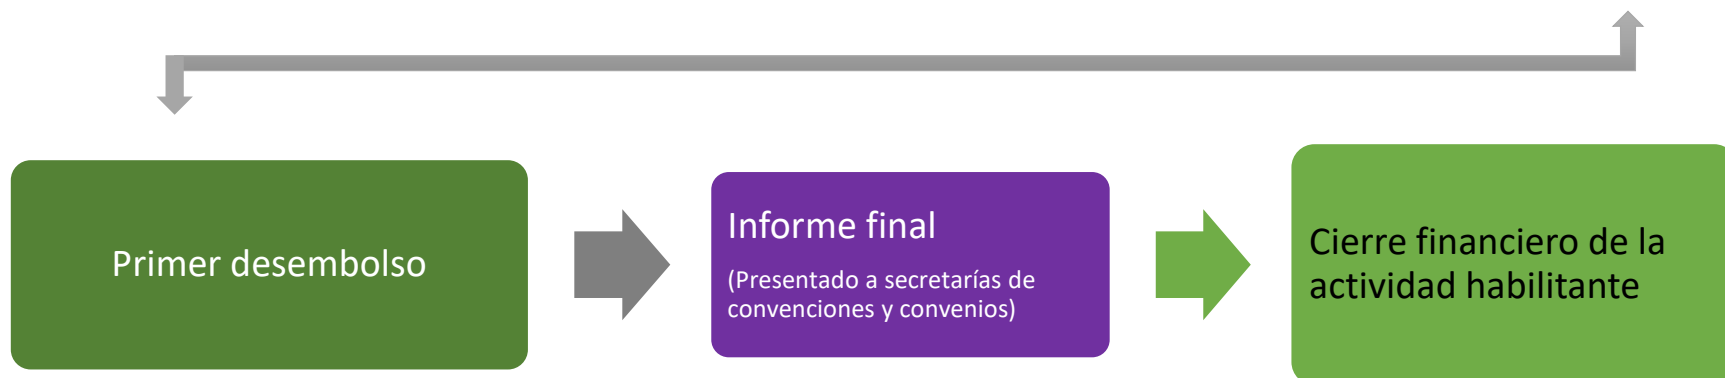 Primer desembolso
Informe final
(Presentado a secretarías de
convenciones y convenios)
Cierre financiero de la
actividad habilitante